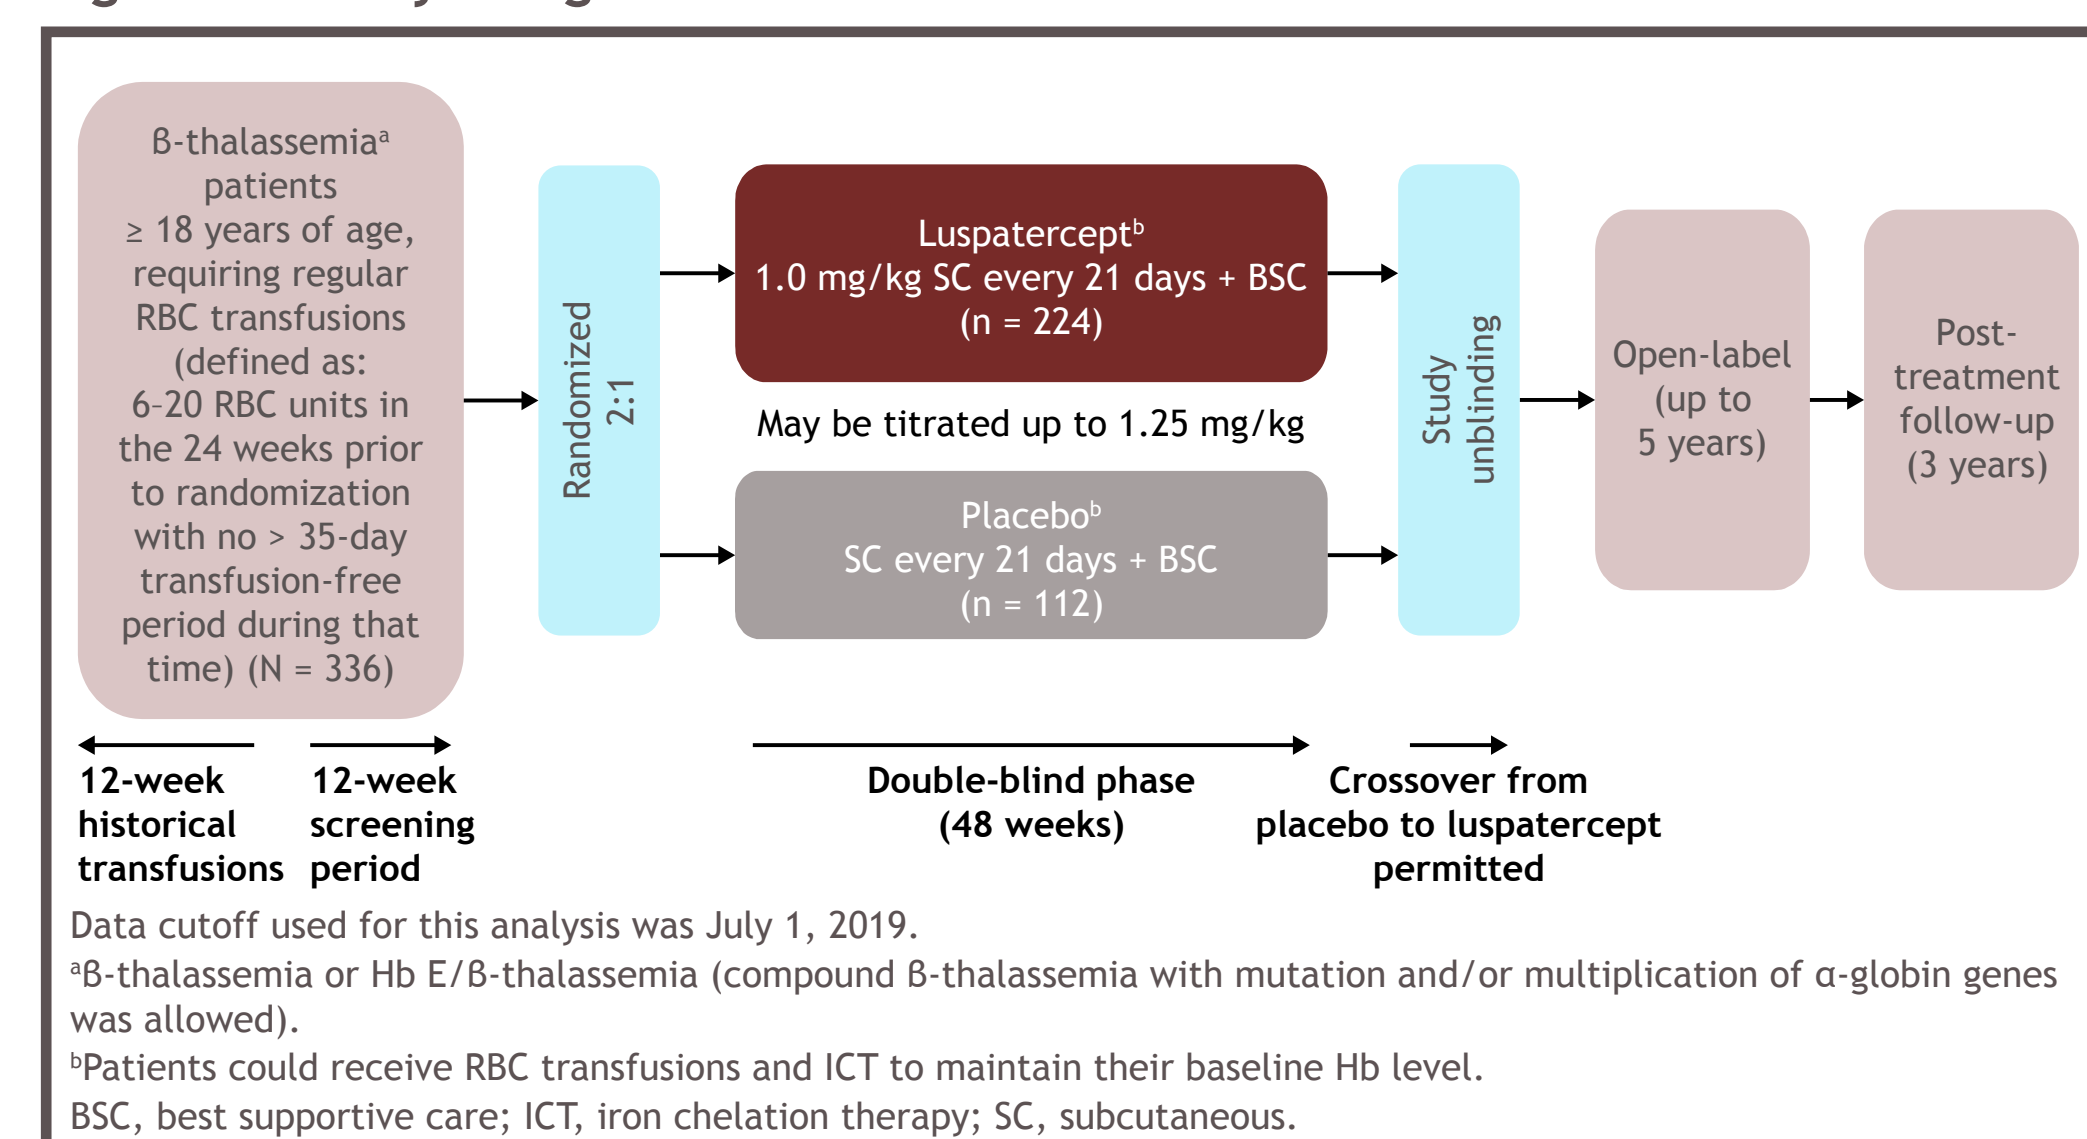 ß-thalassemiaᵃ
patients
≥ 18 years of age,
requiring regular
RBC transfusions
(defined as:
6–20 RBC units in
the 24 weeks prior
to randomization
with no > 35-day
transfusion-free
period during that
time) (N = 336)
Randomized
2:1
Luspaterceptᵇ
1.0 mg/kg SC every 21 days + BSC
(n = 224)
May be titrated up to 1.25 mg/kg
Placeboᵇ
SC every 21 days + BSC
(n = 112)
Study
unblinding
Open-label
(up to
5 years)
Post-
treatment
follow-up
(3 years)
12-week
historical
transfusions
12-week
screening
period
Double-blind phase
(48 weeks)
Crossover from
placebo to luspatercept
permitted
Data cutoff used for this analysis was July 1, 2019.
ᵃß-thalassemia or Hb E/ß-thalassemia (compound ß-thalassemia with mutation and/or multiplication of α-globin genes
was allowed).
ᵇPatients could receive RBC transfusions and ICT to maintain their baseline Hb level.
BSC, best supportive care; ICT, iron chelation therapy; SC, subcutaneous.